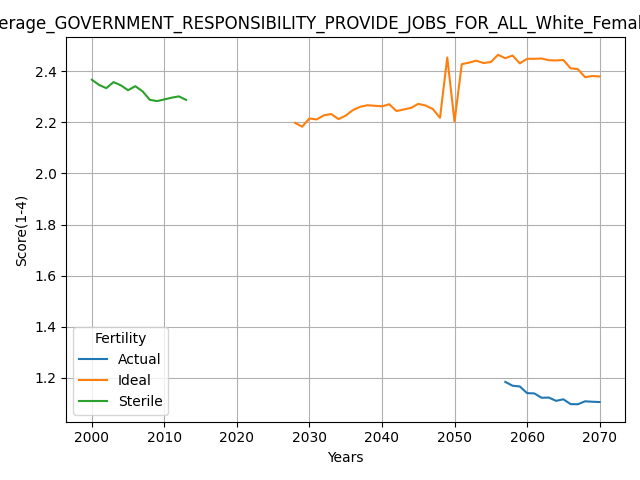 erage_GOVERNMENT_RESPONSIBILITY_PROVIDE_JOBS_FOR_ALL_White_Fema
Score(1-4)
2.4
2.2
2.0
1.8
1.6
1.4
1.2
Fertility
Actual
Ideal
Sterile
2000 2010 2020 2030 2040 2050 2060 2070
Years